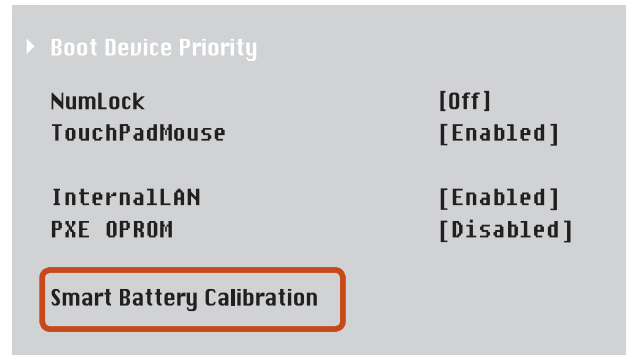 Boot Device Priority
NumLock [Off]
TouchPadMouse [Enabled]
InternalLAN [Enabled]
PXE OPROM [Disabled]
Smart Battery Calibration